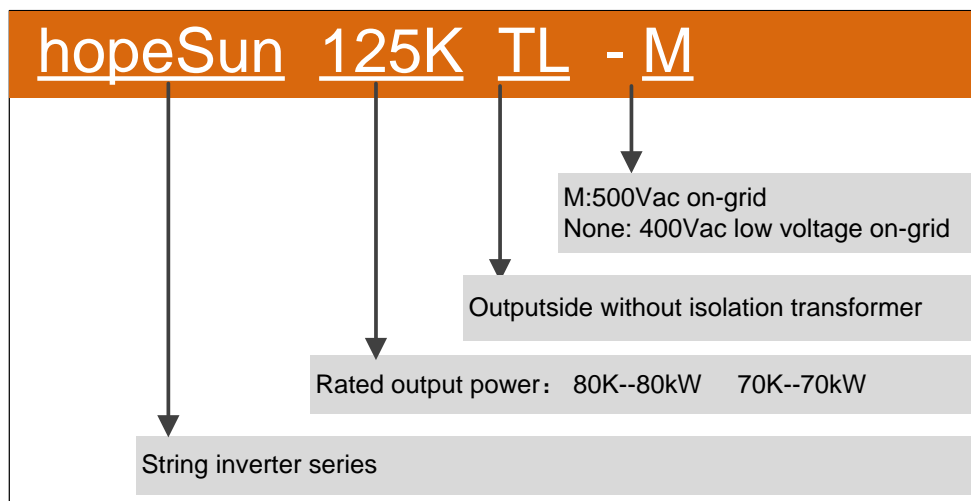 hopeSun 125K TL - M
M:500Vac on-grid
None: 400Vac low voltage on-grid
Outputside without isolation transformer
Rated output power： 80K--80kW 70K--70kW
String inverter series